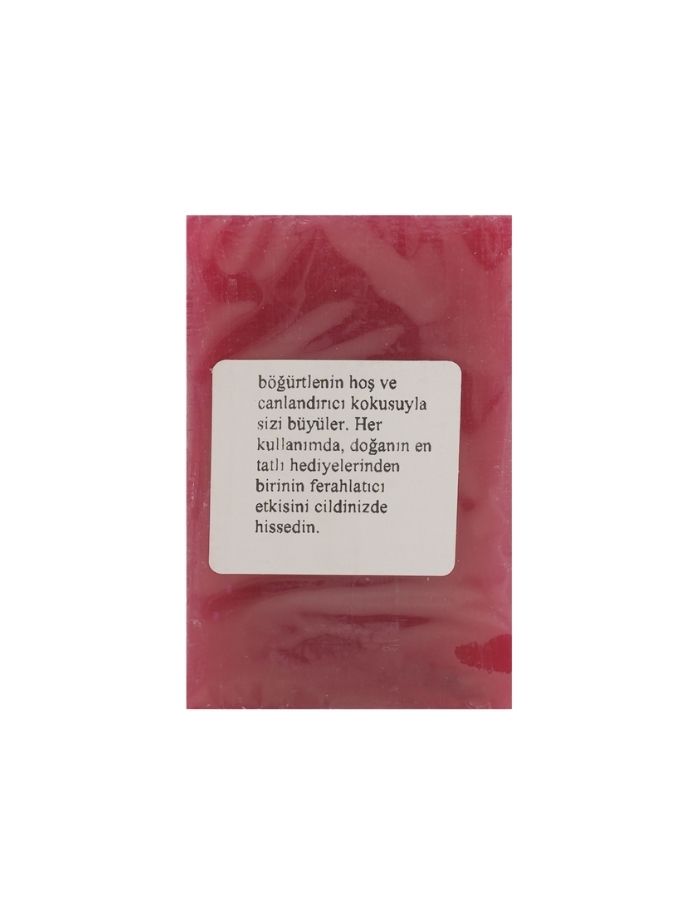 böğürtlenin hoş ve
canlandırıcı kokusuyla
sizi büyüler. Her
kullanımda, doğanın en
tatlı hediyelerinden
birinin ferahlatıcı
etkisini cildinizde
hissedin.